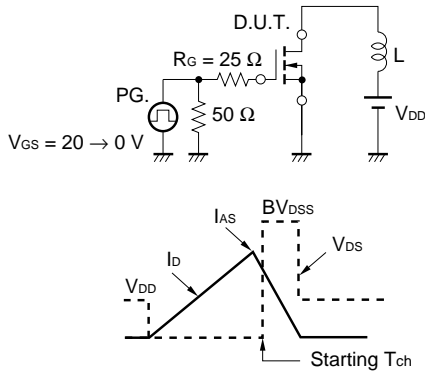 D.U.T.
RG = 25 Ω
L
PG.
50 Ω
VDD
VGS = 20 → 0 V
BVDSS
IAS
ID
VDS
VDD
Starting Tch